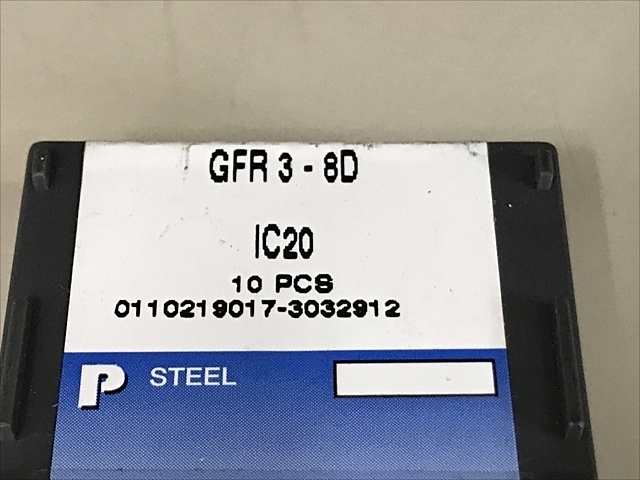 GFR 3 - 8D
IC20
10 PCS
0110219017-3032912
P STEEL